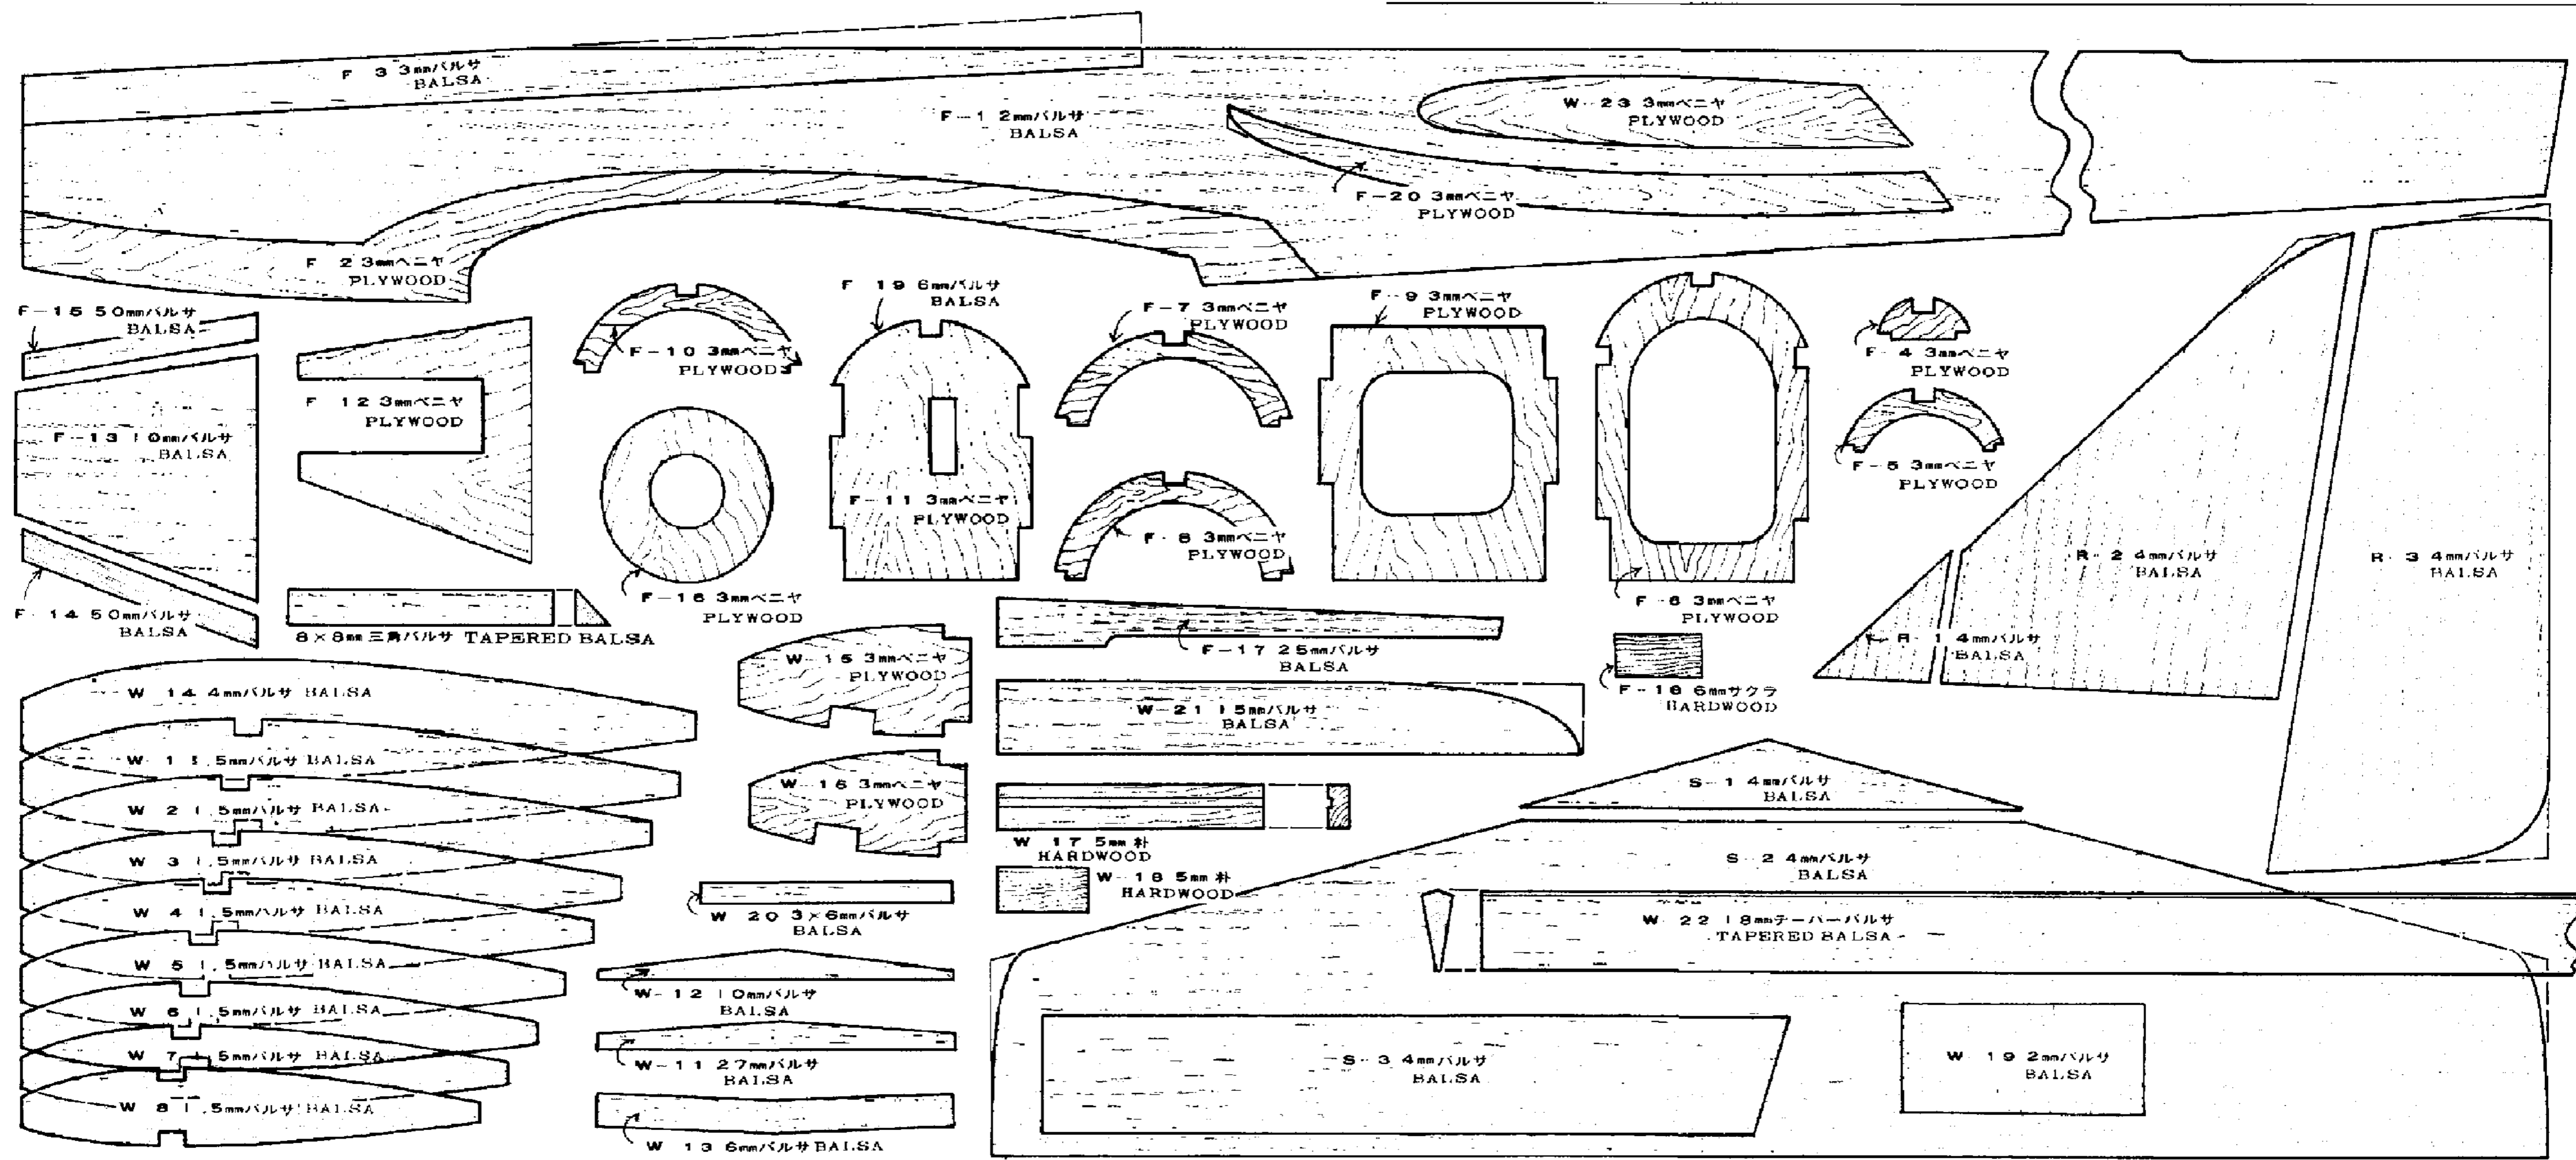 F 3 3mmバルサ
BALSA
F-1 2mmバルサ
BALSA
W-23 3mmベニヤ
PLYWOOD
F-20 3mmベニヤ
PLYWOOD
F 2 3mmベニヤ
PLYWOOD
F-15 50mmバルサ
BALSA
F-10 3mmベニヤ
PLYWOOD
F 19 6mmバルサ
BALSA
F-7 3mmベニヤ
PLYWOOD
F-9 3mmベニヤ
PLYWOOD
F-4 3mmベニヤ
PLYWOOD
F 12 3mmベニヤ
PLYWOOD
F-13 10mmバルサ
BALSA
F-5 3mmベニヤ
PLYWOOD
F-11 3mmベニヤ
PLYWOOD
F-8 3mmベニヤ
PLYWOOD
R-2 4mmバルサ
BALSA
R-3 4mmバルサ
BALSA
F-14 50mmバルサ
BALSA
8×8mm三角バルサ TAPERED BALSA
F-16 3mmベニヤ
PLYWOOD
F-6 3mmベニヤ
PLYWOOD
R-1 4mmバルサ
BALSA
F-17 25mmバルサ
BALSA
W-15 3mmベニヤ
PLYWOOD
F-18 6mmサクラ
HARDWOOD
W 14 4mmバルサ BALSA
W-21 15mmバルサ
BALSA
W-1 1.5mmバルサ BALSA
W-16 3mmベニヤ
PLYWOOD
S-1 4mmバルサ
BALSA
W 2 1.5mmバルサ BALSA
W 17 5mm 朴
HARDWOOD
W 3 1.5mmバルサ BALSA
S-2 4mmバルサ
BALSA
W-18 5mm 朴
HARDWOOD
W 4 1.5mmバルサ BALSA
W 20 3×6mmバルサ
BALSA
W-22 18mmテーパーバルサ
TAPERED BALSA
W 5 1.5mmバルサ BALSA
W-12 10mmバルサ
BALSA
W 6 1.5mmバルサ BALSA
W 7 1.5mmバルサ BALSA
W-11 27mmバルサ
BALSA
S-3 4mmバルサ
BALSA
W-19 2mmバルサ
BALSA
W 8 1.5mmバルサ BALSA
W 13 6mmバルサ BALSA